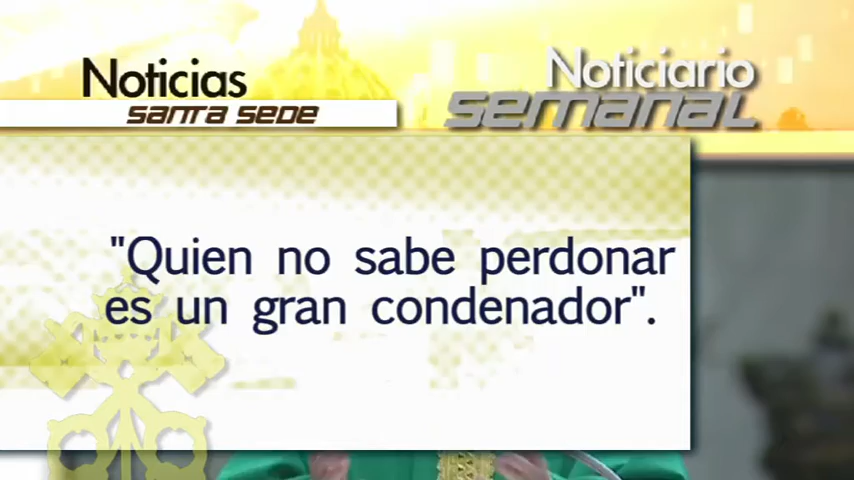 Noticias
SANTA SEDE
Noticiario
SEMANAL
"Quien no sabe perdonar
es un gran condenador".